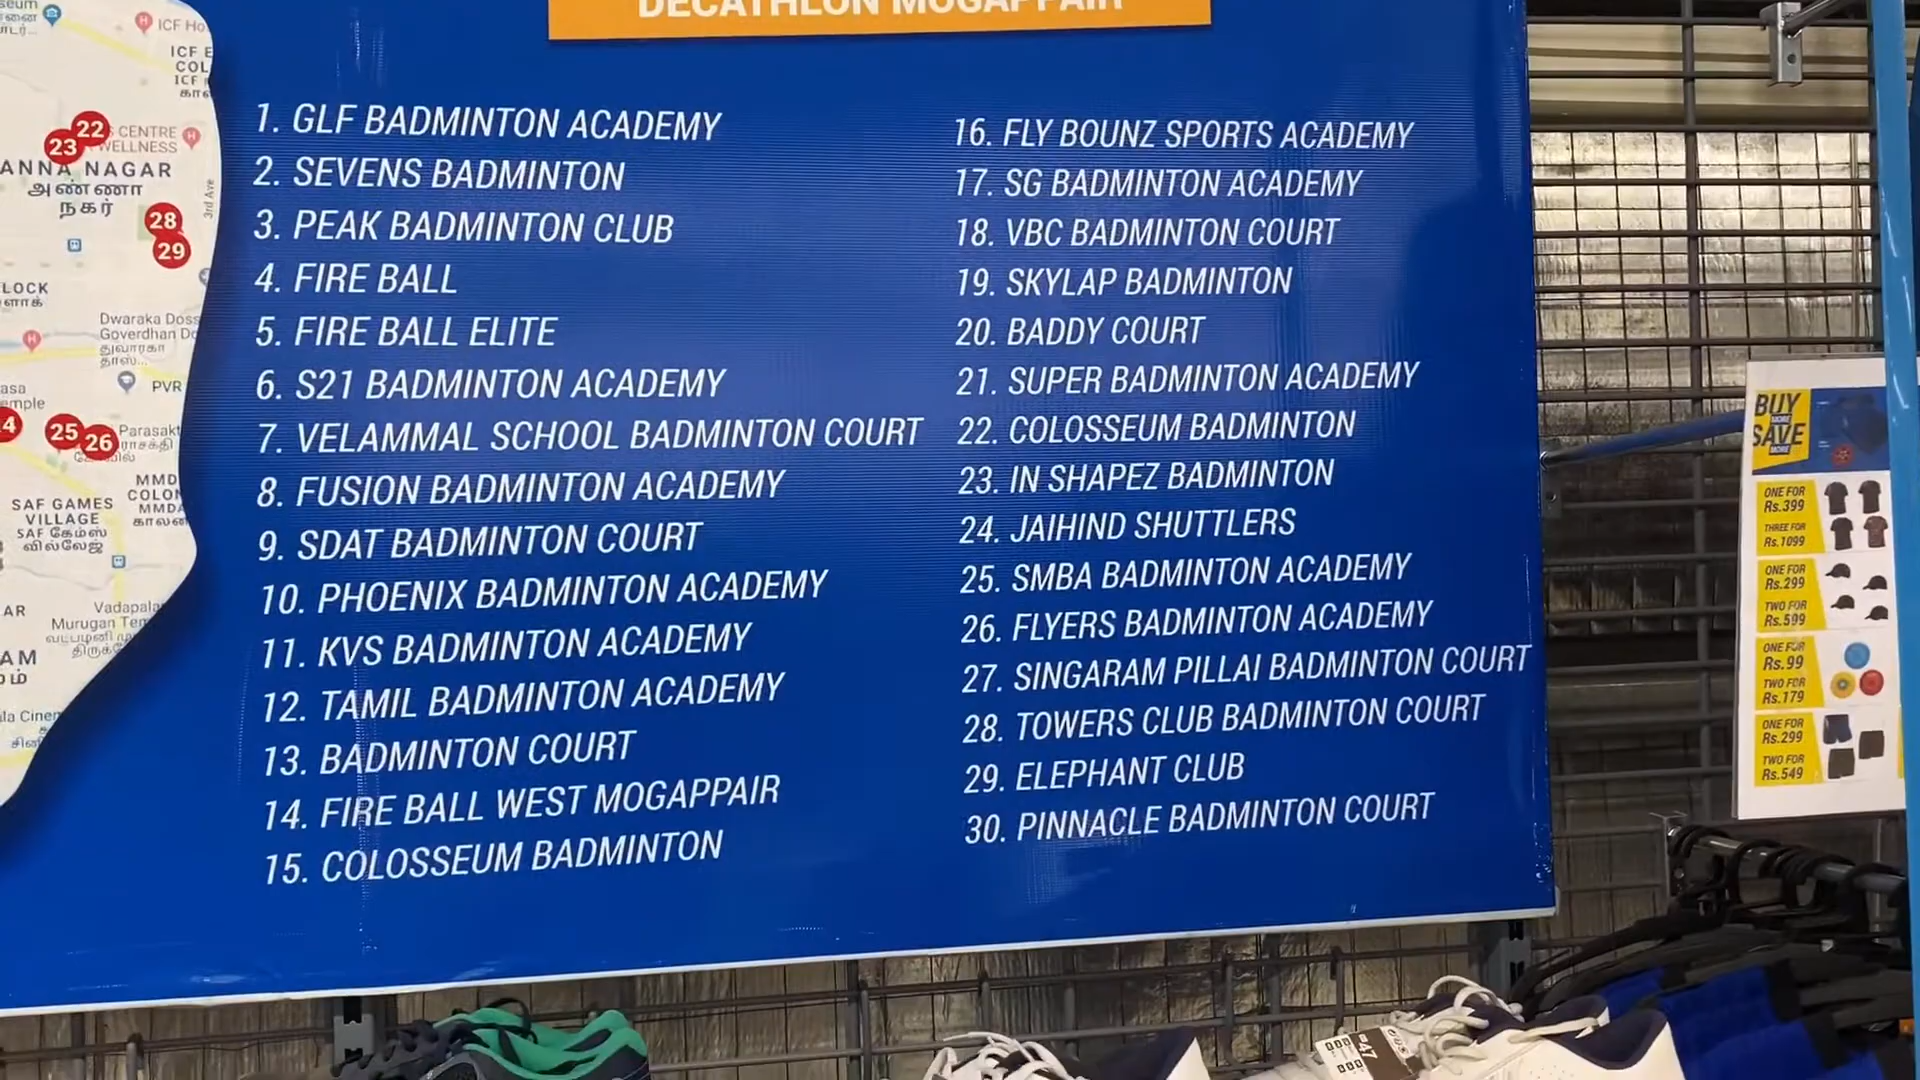 DECATHLON MOGAPPAIR
1. GLF BADMINTON ACADEMY
2. SEVENS BADMINTON
3. PEAK BADMINTON CLUB
4. FIRE BALL
5. FIRE BALL ELITE
6. S21 BADMINTON ACADEMY
7. VELAMMAL SCHOOL BADMINTON COURT
8. FUSION BADMINTON ACADEMY
9. SDAT BADMINTON COURT
10. PHOENIX BADMINTON ACADEMY
11. KVS BADMINTON ACADEMY
12. TAMIL BADMINTON ACADEMY
13. BADMINTON COURT
14. FIRE BALL WEST MOGAPPAIR
15. COLOSSEUM BADMINTON
16. FLY BOUNZ SPORTS ACADEMY
17. SG BADMINTON ACADEMY
18. VBC BADMINTON COURT
19. SKYLAP BADMINTON
20. BADDY COURT
21. SUPER BADMINTON ACADEMY
22. COLOSSEUM BADMINTON
23. IN SHAPEZ BADMINTON
24. JAIHIND SHUTTLERS
25. SMBA BADMINTON ACADEMY
26. FLYERS BADMINTON ACADEMY
27. SINGARAM PILLAI BADMINTON COURT
28. TOWERS CLUB BADMINTON COURT
29. ELEPHANT CLUB
30. PINNACLE BADMINTON COURT
ICF
22
23
CENTRE
WELLNESS
ANNA NAGAR
அண்ணா
நகர்
3rd Ave
28
29
Dwaraka Doss
Goverdhan
துவாரகா
தாஸ்...
PVR
25
26
SAF GAMES
VILLAGE
SAF கேம்ஸ்
வில்லேஜ்
Murugan
BUY
MORE
SAVE
MORE
ONE FOR
Rs.399
THREE FOR
Rs.1099
ONE FOR
Rs.299
TWO FOR
Rs.599
ONE FOR
Rs.99
TWO FOR
Rs.179
ONE FOR
Rs.299
TWO FOR
Rs.549
47